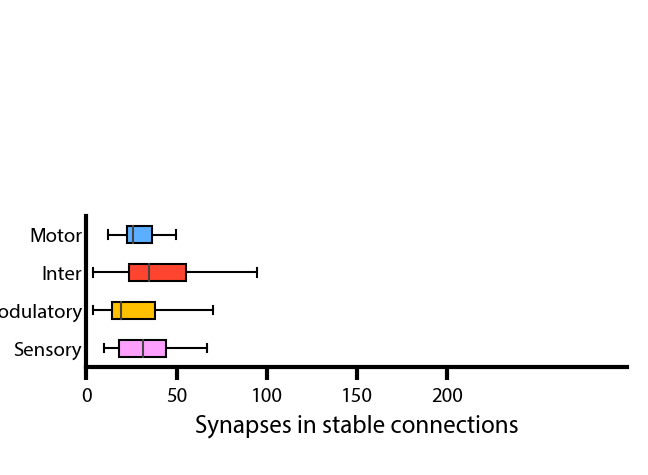 Motor
Inter
odulatory
Sensory
0 50 100 150 200
Synapses in stable connections